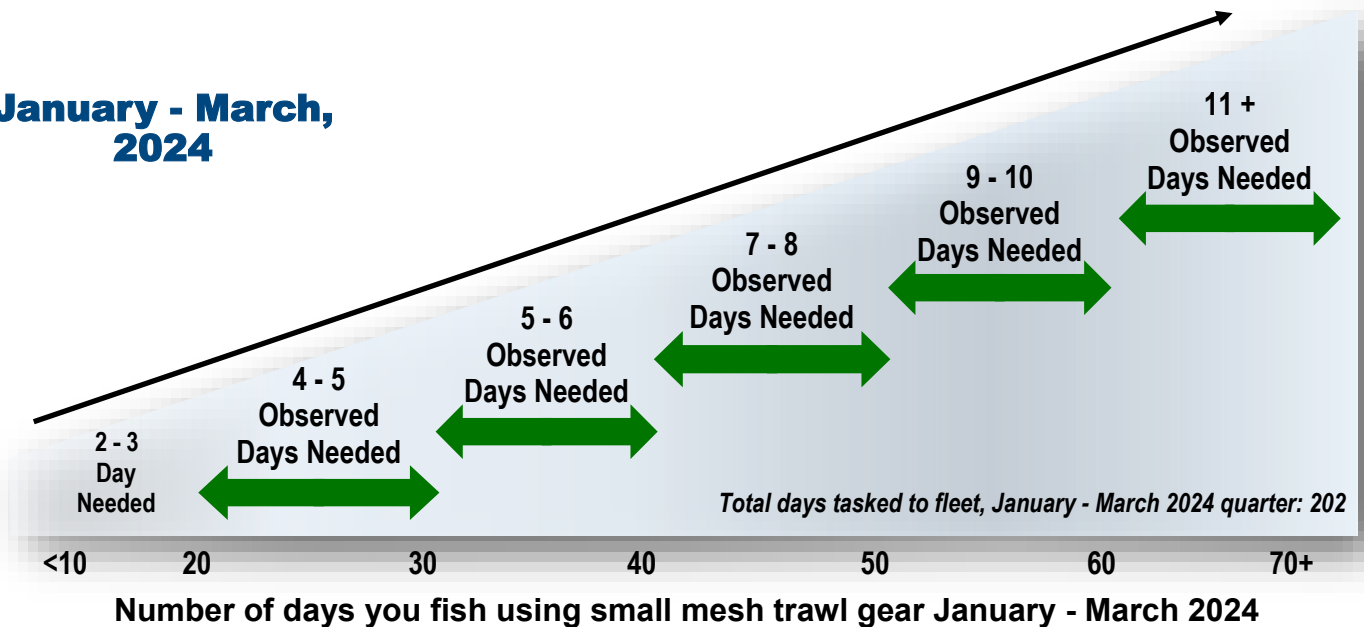 January - March,
2024
2 - 3
Day
Needed
4 - 5
Observed
Days Needed
5 - 6
Observed
Days Needed
7 - 8
Observed
Days Needed
9 - 10
Observed
Days Needed
11 +
Observed
Days Needed
Total days tasked to fleet, January - March 2024 quarter: 202
<10 20 30 40 50 60 70+
Number of days you fish using small mesh trawl gear January - March 2024